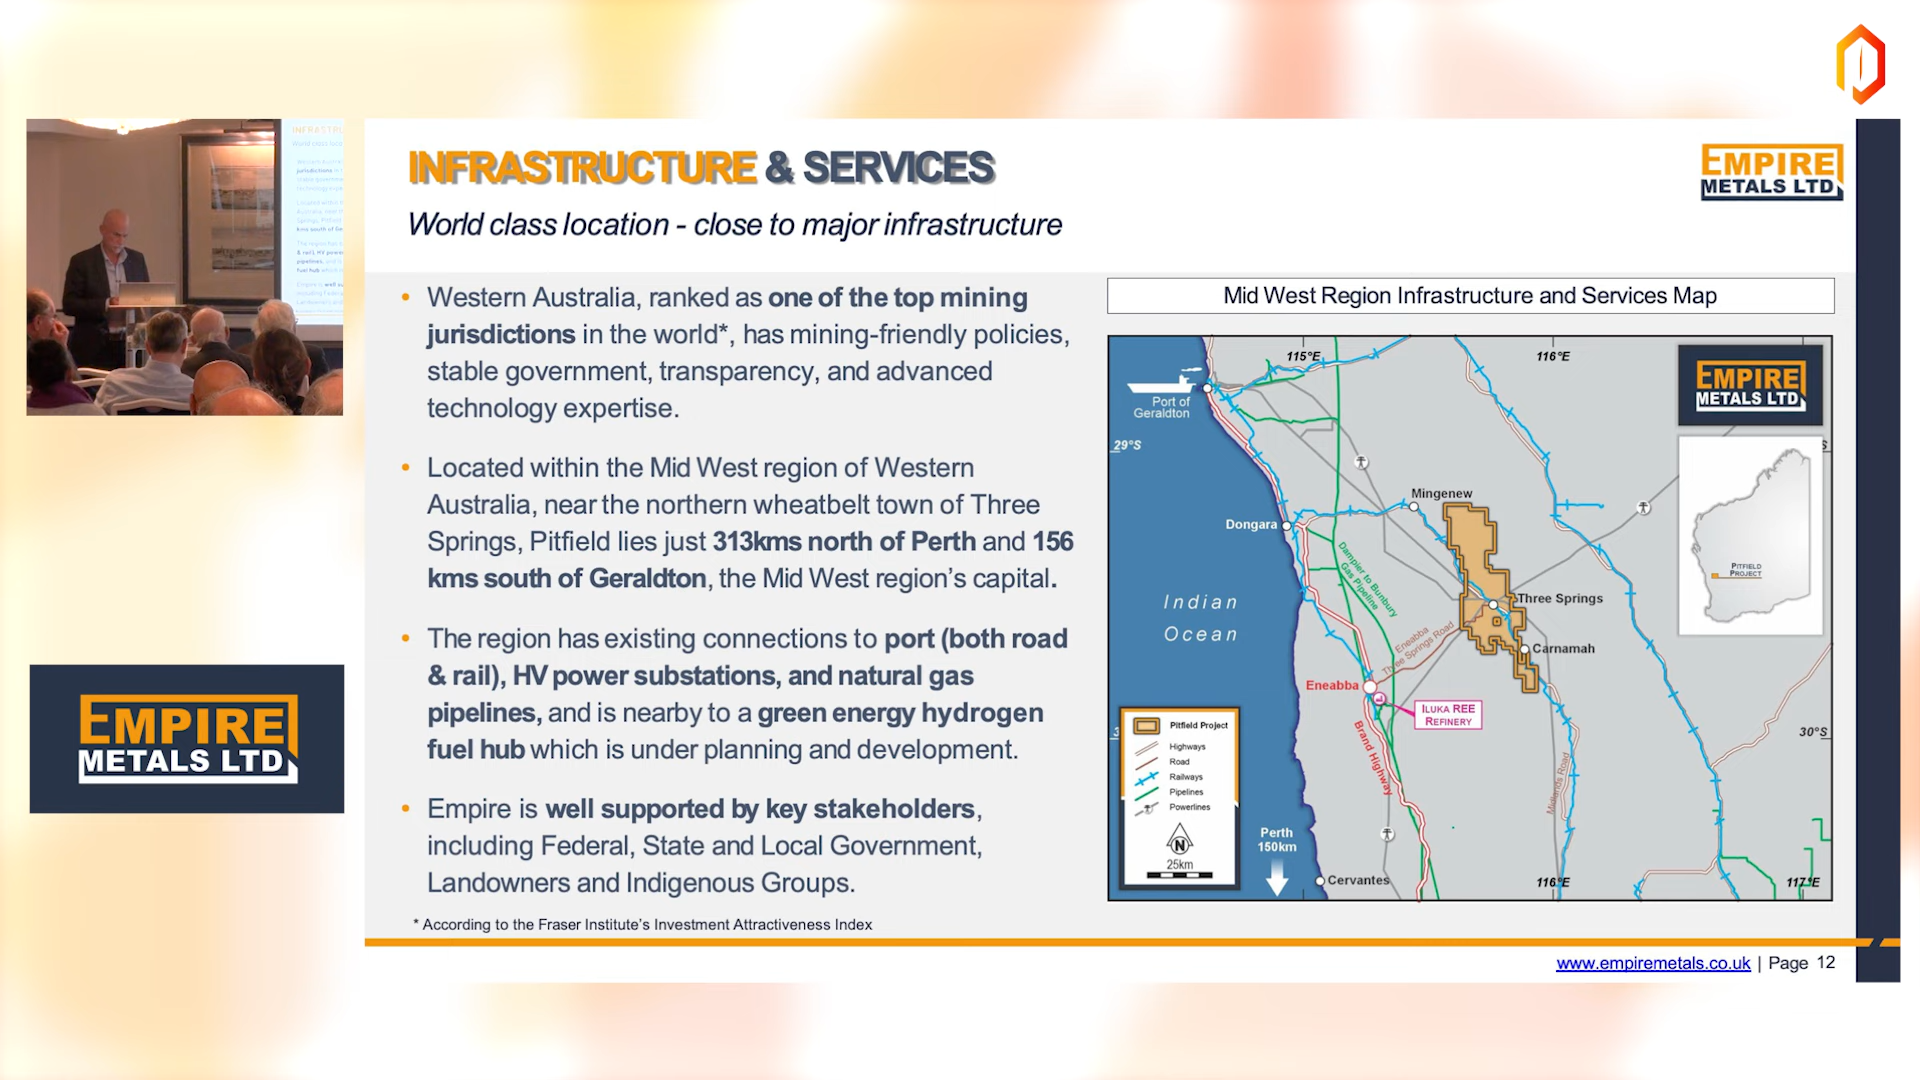 INFRASTRUCTURE & SERVICES
World class location - close to major infrastructure
EMPIRE
METALS LTD
• Western Australia, ranked as one of the top mining
jurisdictions in the world*, has mining-friendly policies,
stable government, transparency, and advanced
technology expertise.
• Located within the Mid West region of Western
Australia, near the northern wheatbelt town of Three
Springs, Pitfield lies just 313kms north of Perth and 156
kms south of Geraldton, the Mid West region's capital.
• The region has existing connections to port (both road
& rail), HV power substations, and natural gas
pipelines, and is nearby to a green energy hydrogen
fuel hub which is under planning and development.
• Empire is well supported by key stakeholders,
including Federal, State and Local Government,
Landowners and Indigenous Groups.
* According to the Fraser Institute's Investment Attractiveness Index
Mid West Region Infrastructure and Services Map
115°E
116°E
EMPIRE
METALS LTD
Port of
Geraldton
29°S
S
Mingenew
Dongara
Dampier to Bunbury
Gas Pipeline
PITFIELD
PROJECT
Indian
Ocean
Three Springs
Eneabba
Three Springs Road
Carnamah
Eneabba
ILUKA REE
REFINERY
Brand Highway
Midlands Road
30°S
3
Pitfield Project
Highways
Road
Railways
Pipelines
Powerlines
N
25km
Perth
150km
Cervantes
116°E
117°E
EMPIRE
METALS LTD
www.empiremetals.co.uk | Page 12